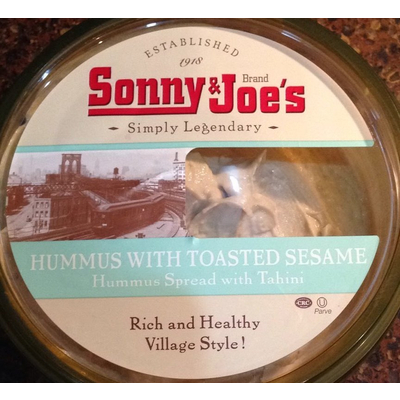 ESTABLISHED
1918
Brand
Sonny & Joe's
Simply Legendary
HUMMUS WITH TOASTED SESAME
Hummus Spread with Tahini
CRC U
Parve
Rich and Healthy
Village Style!